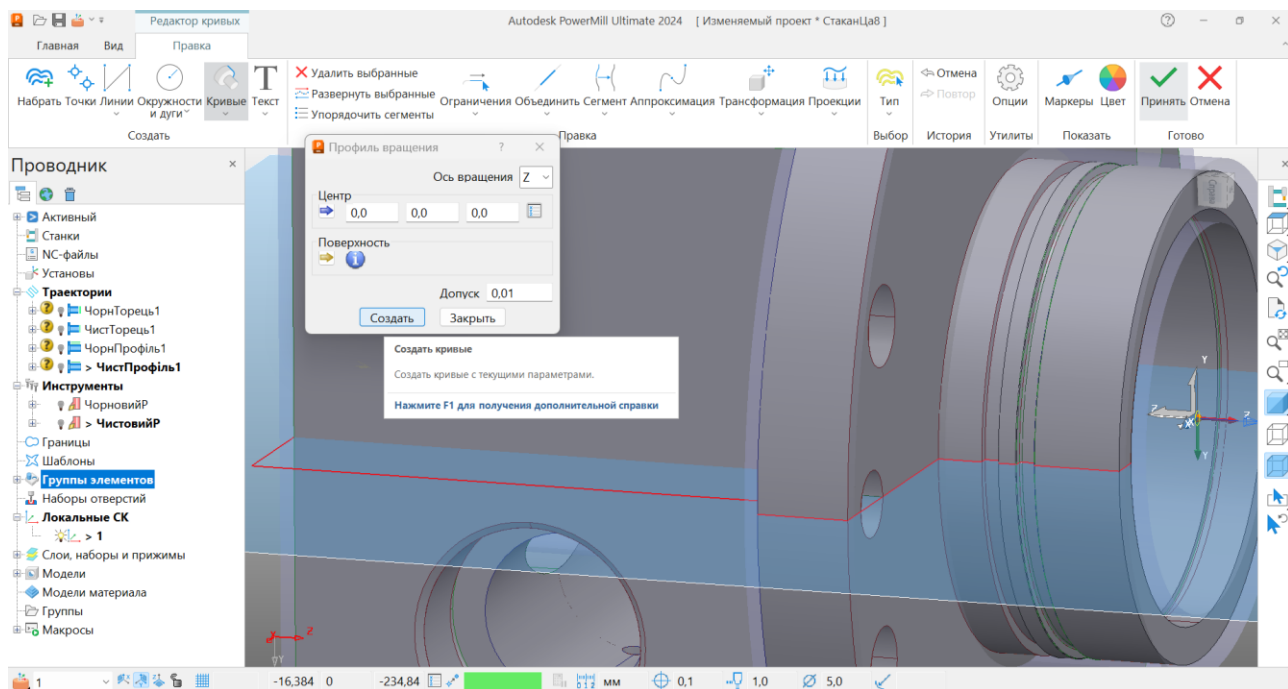 Редактор кривых
Autodesk PowerMill Ultimate 2024 [ Изменяемый проект * СтаканЦа8 ]
Главная Вид Правка
Набрать Точки Линии Окружности и дуги Кривые Текст
Удалить выбранные
Развернуть выбранные
Упорядочить сегменты
Ограничения Объединить Сегмент Аппроксимация Трансформация Проекции
Тип
Отмена
Повтор
Опции
Маркеры Цвет
Принять Отмена
Создать Правка Выбор История Утилиты Показать Готово
Проводник
Активный
Станки
NC-файлы
Установы
Траектории
ЧорнТорець1
ЧистТорець1
ЧорнПрофіль1
> ЧистПрофіль1
Инструменты
ЧорновийР
> ЧистовийР
Границы
Шаблоны
Группы элементов
Наборы отверстий
Локальные СК
> 1
Слои, наборы и прижимы
Модели
Модели материала
Группы
Макросы
Профиль вращения
Ось вращения Z
Центр
0,0 0,0 0,0
Поверхность
Допуск 0,01
Создать Закрыть
Создать кривые
Создать кривые с текущими параметрами.
Нажмите F1 для получения дополнительной справки
Y
Z
X
Z
Y
Z
Y
1 -16,384 0 -234,84 мм 0,1 1,0 5,0